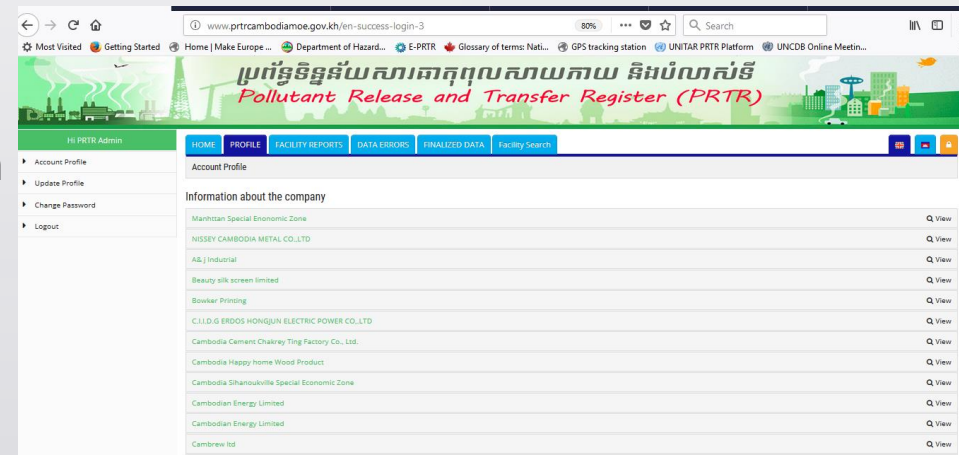 www.prtrcambodiamoe.gov.kh/en-success-login-3
80%
Search
Most Visited Getting Started Home | Make Europe ... Department of Hazard... E-PRTR Glossary of terms: Nati... GPS tracking station UNITAR PRTR Platform UNCDB Online Meetin...
ប្រព័ន្ធទិន្នន័យ សារធាតុពុលសាយភាយ និងបំលាស់ទី
Pollutant Release and Transfer Register (PRTR)
Hi PRTR Admin
HOME PROFILE FACILITY REPORTS DATA ERRORS FINALIZED DATA Facility Search
Account Profile
Update Profile
Change Password
Logout
Account Profile
Information about the company
Manhttan Special Enonomic Zone View
NISSEY CAMBODIA METAL CO.,LTD View
A& j Indutrial View
Beauty silk screen limited View
Bowker Printing View
C.I.I.D.G ERDOS HONGJUN ELECTRIC POWER CO.,LTD View
Cambodia Cement Chakrey Ting Factory Co., Ltd. View
Cambodia Happy home Wood Product View
Cambodia Sihanoukville Special Economic Zone View
Cambodian Energy Limited View
Cambodian Energy Limited View
Cambrew ltd View